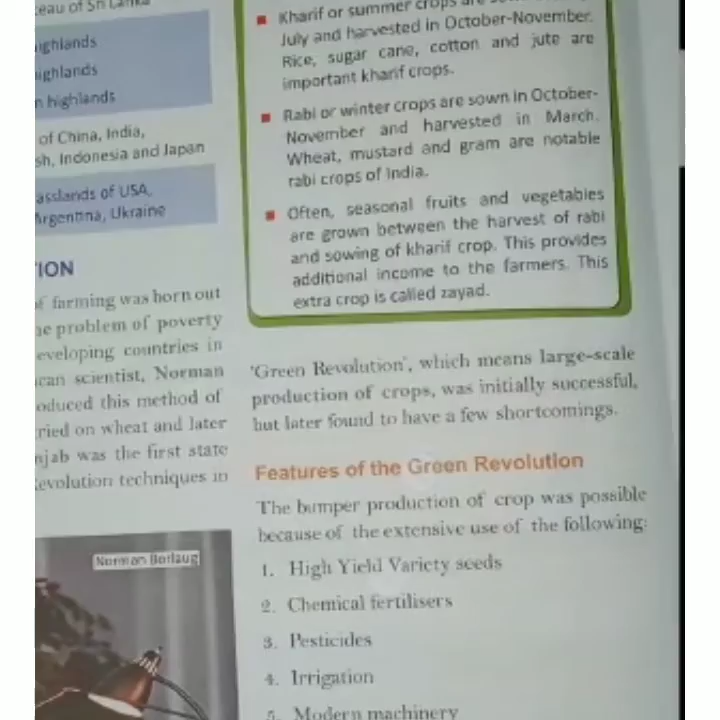 eau of Sri Lanka
ighlands
ighlands
n highlands
of China, India,
sh, Indonesia and Japan
asslands of USA,
Argentina, Ukraine
ION
of farming was born out
he problem of poverty
eveloping countries in
ican scientist, Norman
oduced this method of
ried on wheat and later
njab was the first state
Revolution techniques in
Norman Borlaug
Kharif or summer crops are
July and harvested in October-November.
Rice, sugar cane, cotton and jute are
important kharif crops.
Rabi or winter crops are sown in October-
November and harvested in March.
Wheat, mustard and gram are notable
rabi crops of India.
Often, seasonal fruits and vegetables
are grown between the harvest of rabi
and sowing of kharif crop. This provides
additional income to the farmers. This
extra crop is called zayad.
'Green Revolution', which means large-scale
production of crops, was initially successful,
but later found to have a few shortcomings.
Features of the Green Revolution
The bumper production of crop was possible
because of the extensive use of the following:
1. High Yield Variety seeds
2. Chemical fertilisers
3. Pesticides
4. Irrigation
5. Modern machinery